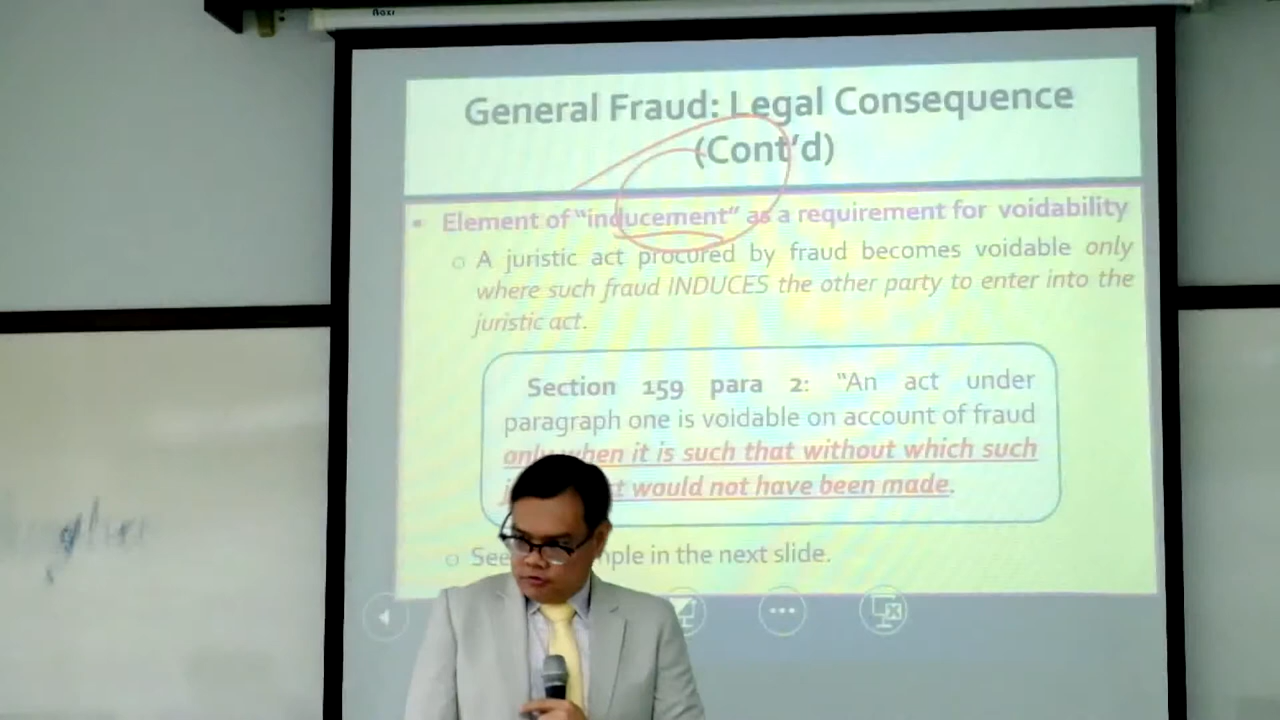 General Fraud: Legal Consequence
(Cont'd)
▪ Element of "inducement" as a requirement for voidability
o A juristic act procured by fraud becomes voidable only
where such fraud INDUCES the other party to enter into the
juristic act.
Section 159 para 2: "An act under
paragraph one is voidable on account of fraud
only when it is such that without which such
would not have been made.
o See in the next slide.